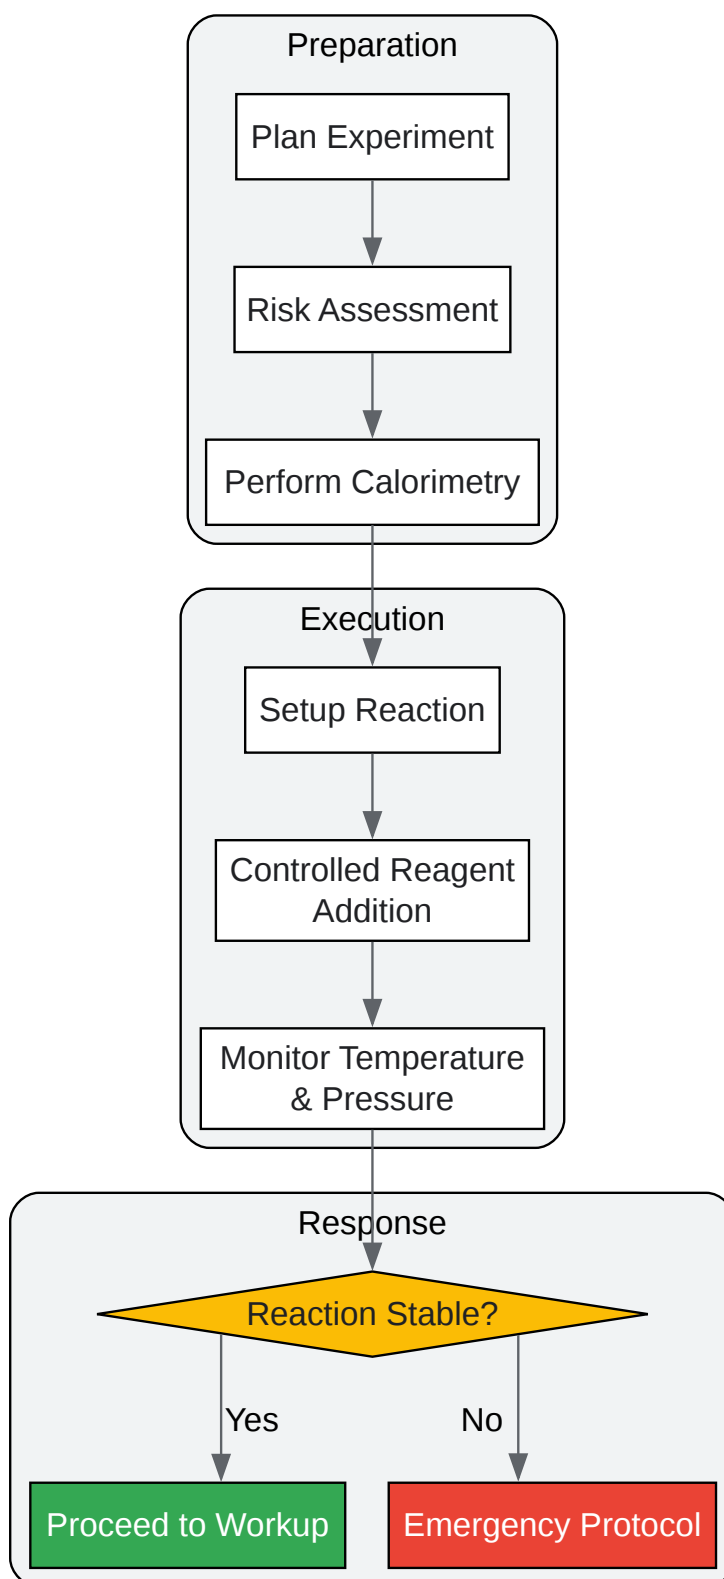 Preparation
Plan Experiment
Risk Assessment
Perform Calorimetry
Execution
Setup Reaction
Controlled Reagent
Addition
Monitor Temperature
& Pressure
Response
Reaction Stable?
Yes
No
Proceed to Workup
Emergency Protocol